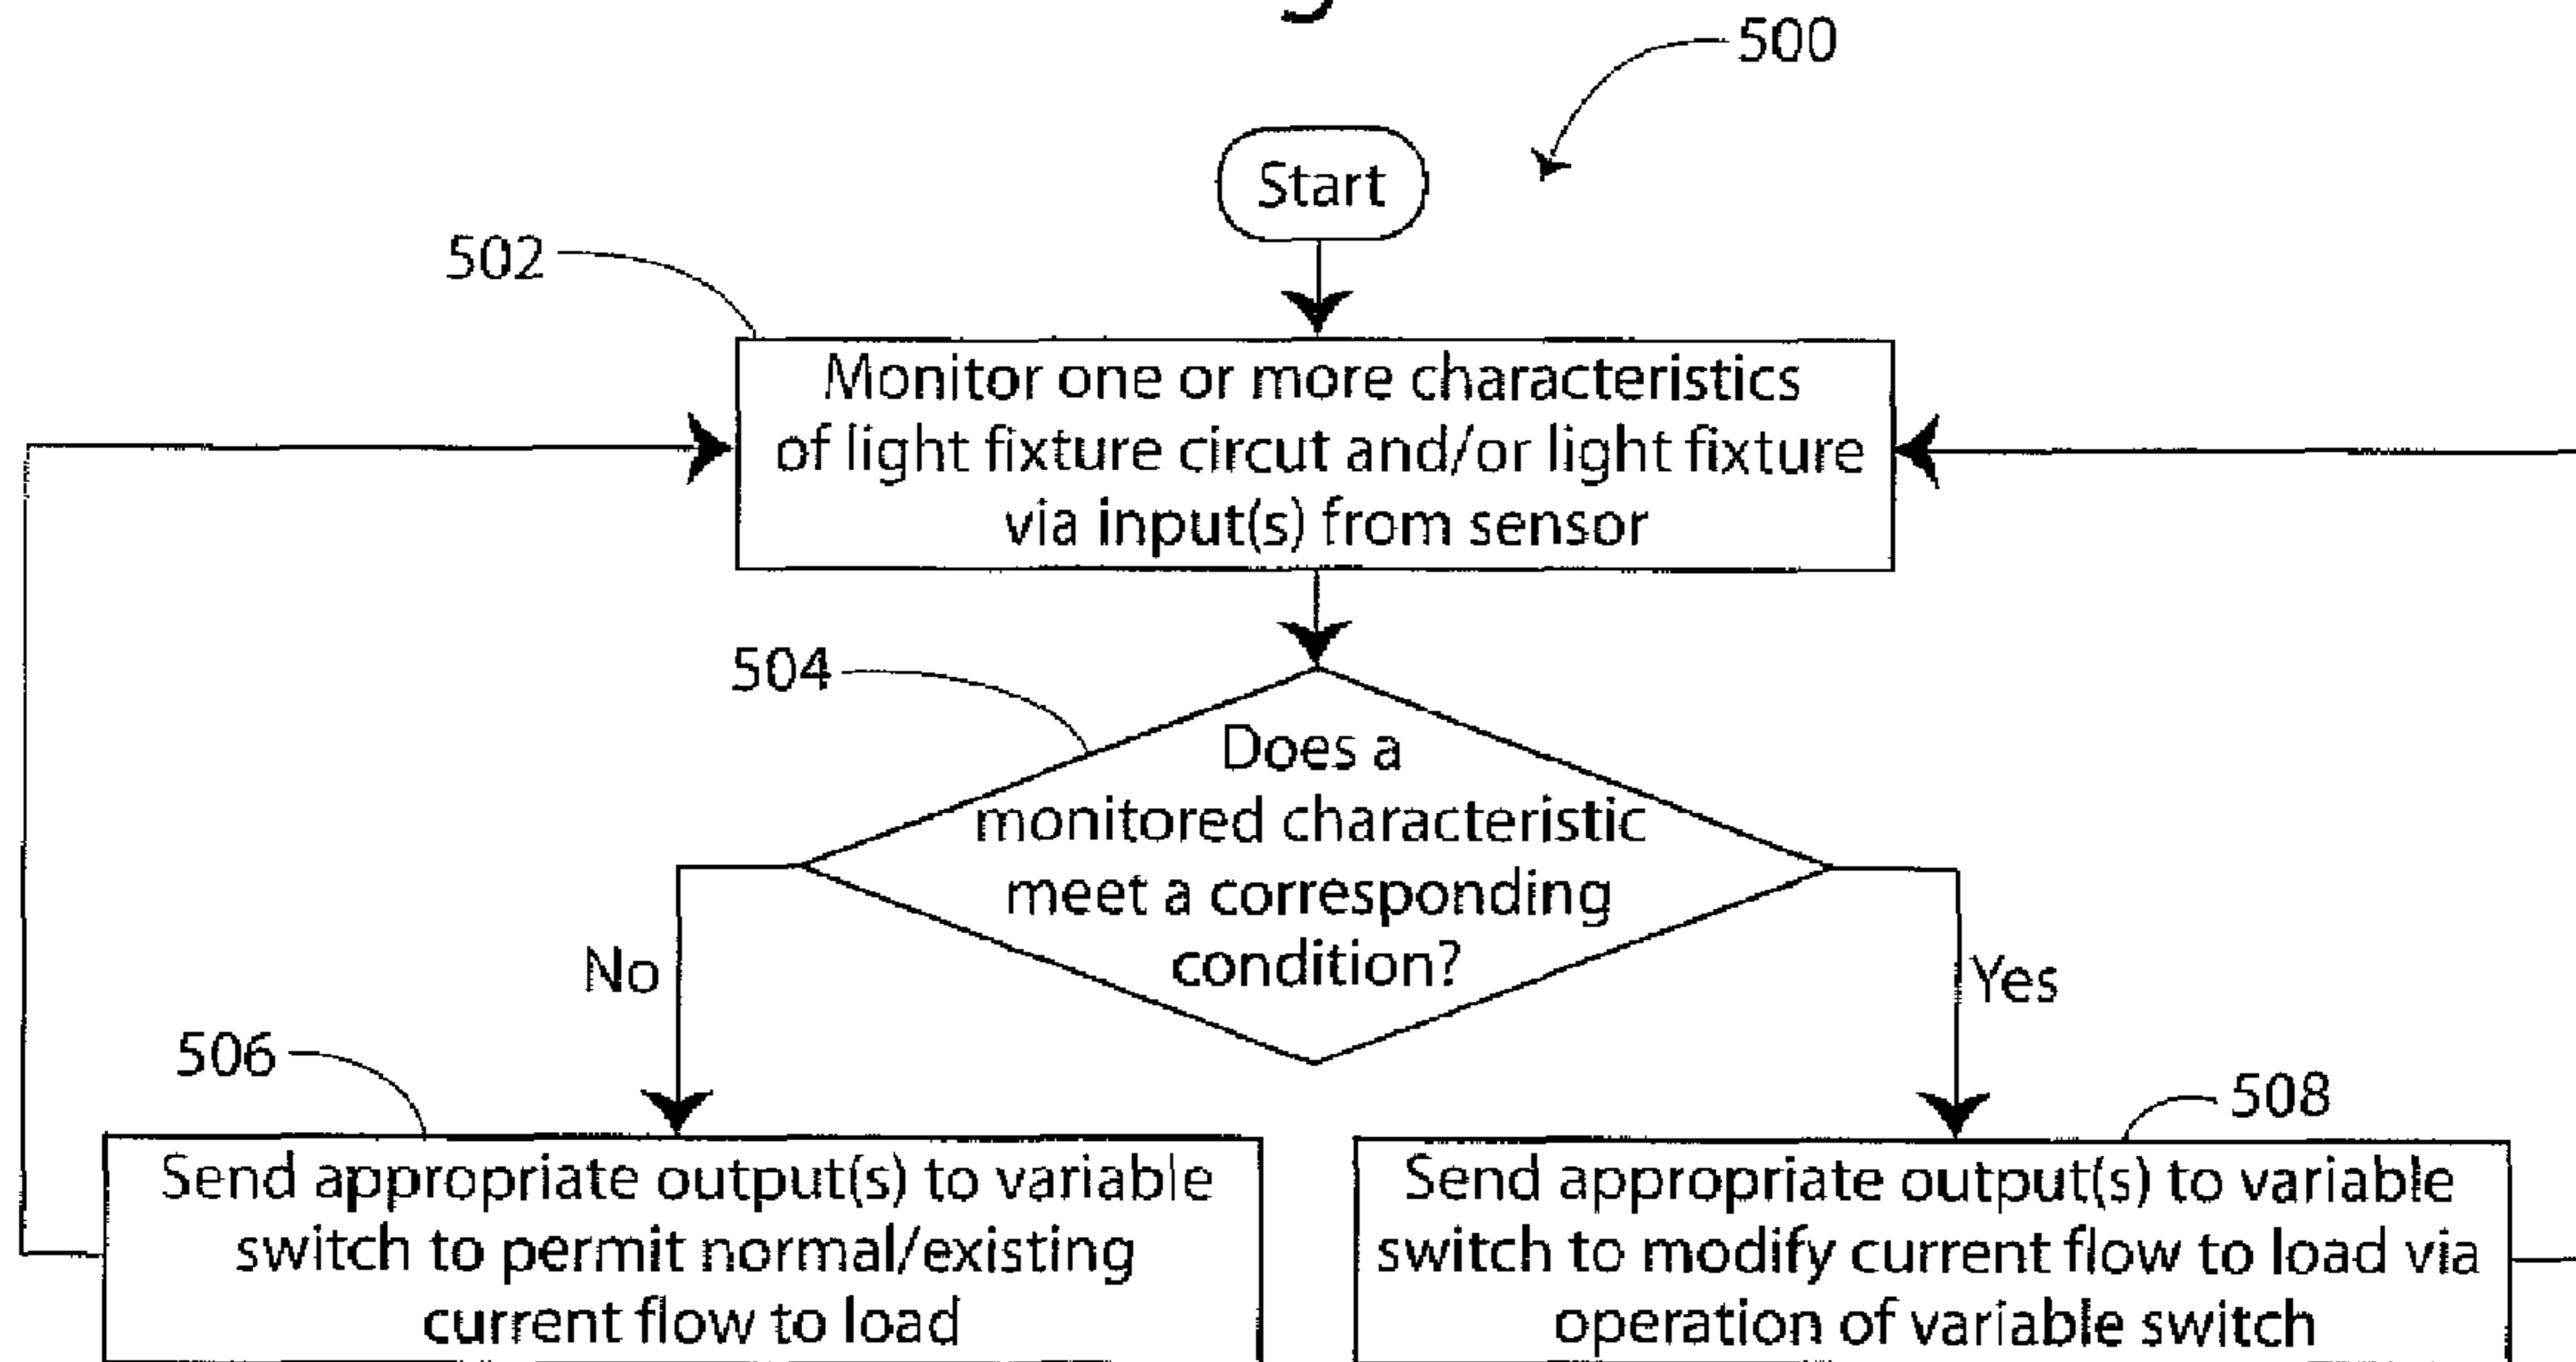 500
Start
502
Monitor one or more characteristics
of light fixture circut and/or light fixture
via input(s) from sensor
504
Does a
monitored characteristic
meet a corresponding
condition?
No
Yes
506
508
Send appropriate output(s) to variable
switch to permit normal/existing
current flow to load
Send appropriate output(s) to variable
switch to modify current flow to load via
operation of variable switch